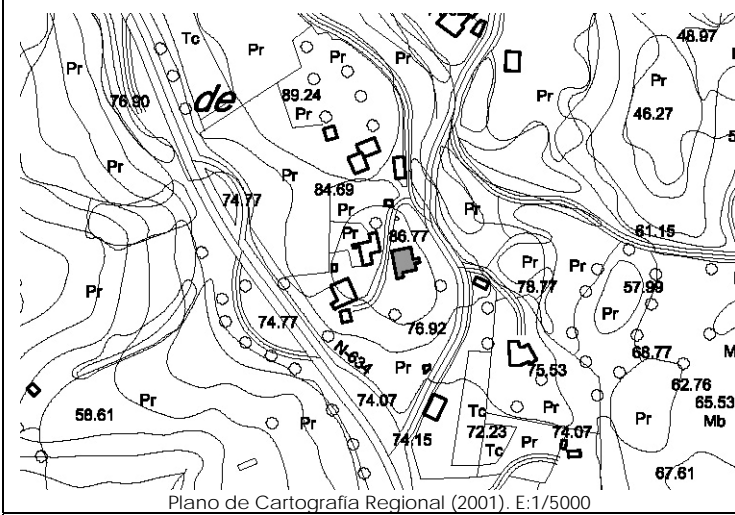 48.97
Tc
Pr
Pr
Pr
Pr
Pr
76.90
de
89.24
Pr
Pr
46.27
Pr
Pr
84.69
74.77
Pr
Pr
Pr
86.77
61.15
Pr
Pr
Pr
78.77
57.99
Pr
74.77
76.92
N-634
68.77
Pr
75.53
62.76
58.61
Pr
74.07
Tc
Pr
65.53
Pr
72.23
74.07
Pr
Mb
74.15
Tc
Pr
67.61
Plano de Cartografía Regional (2001). E:1/5000